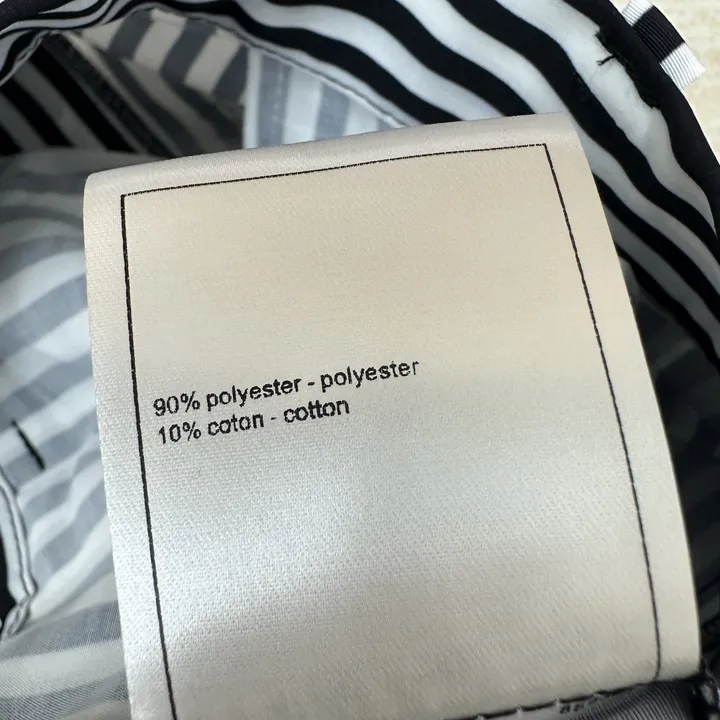 90% polyester - polyester
10% coton - cotton